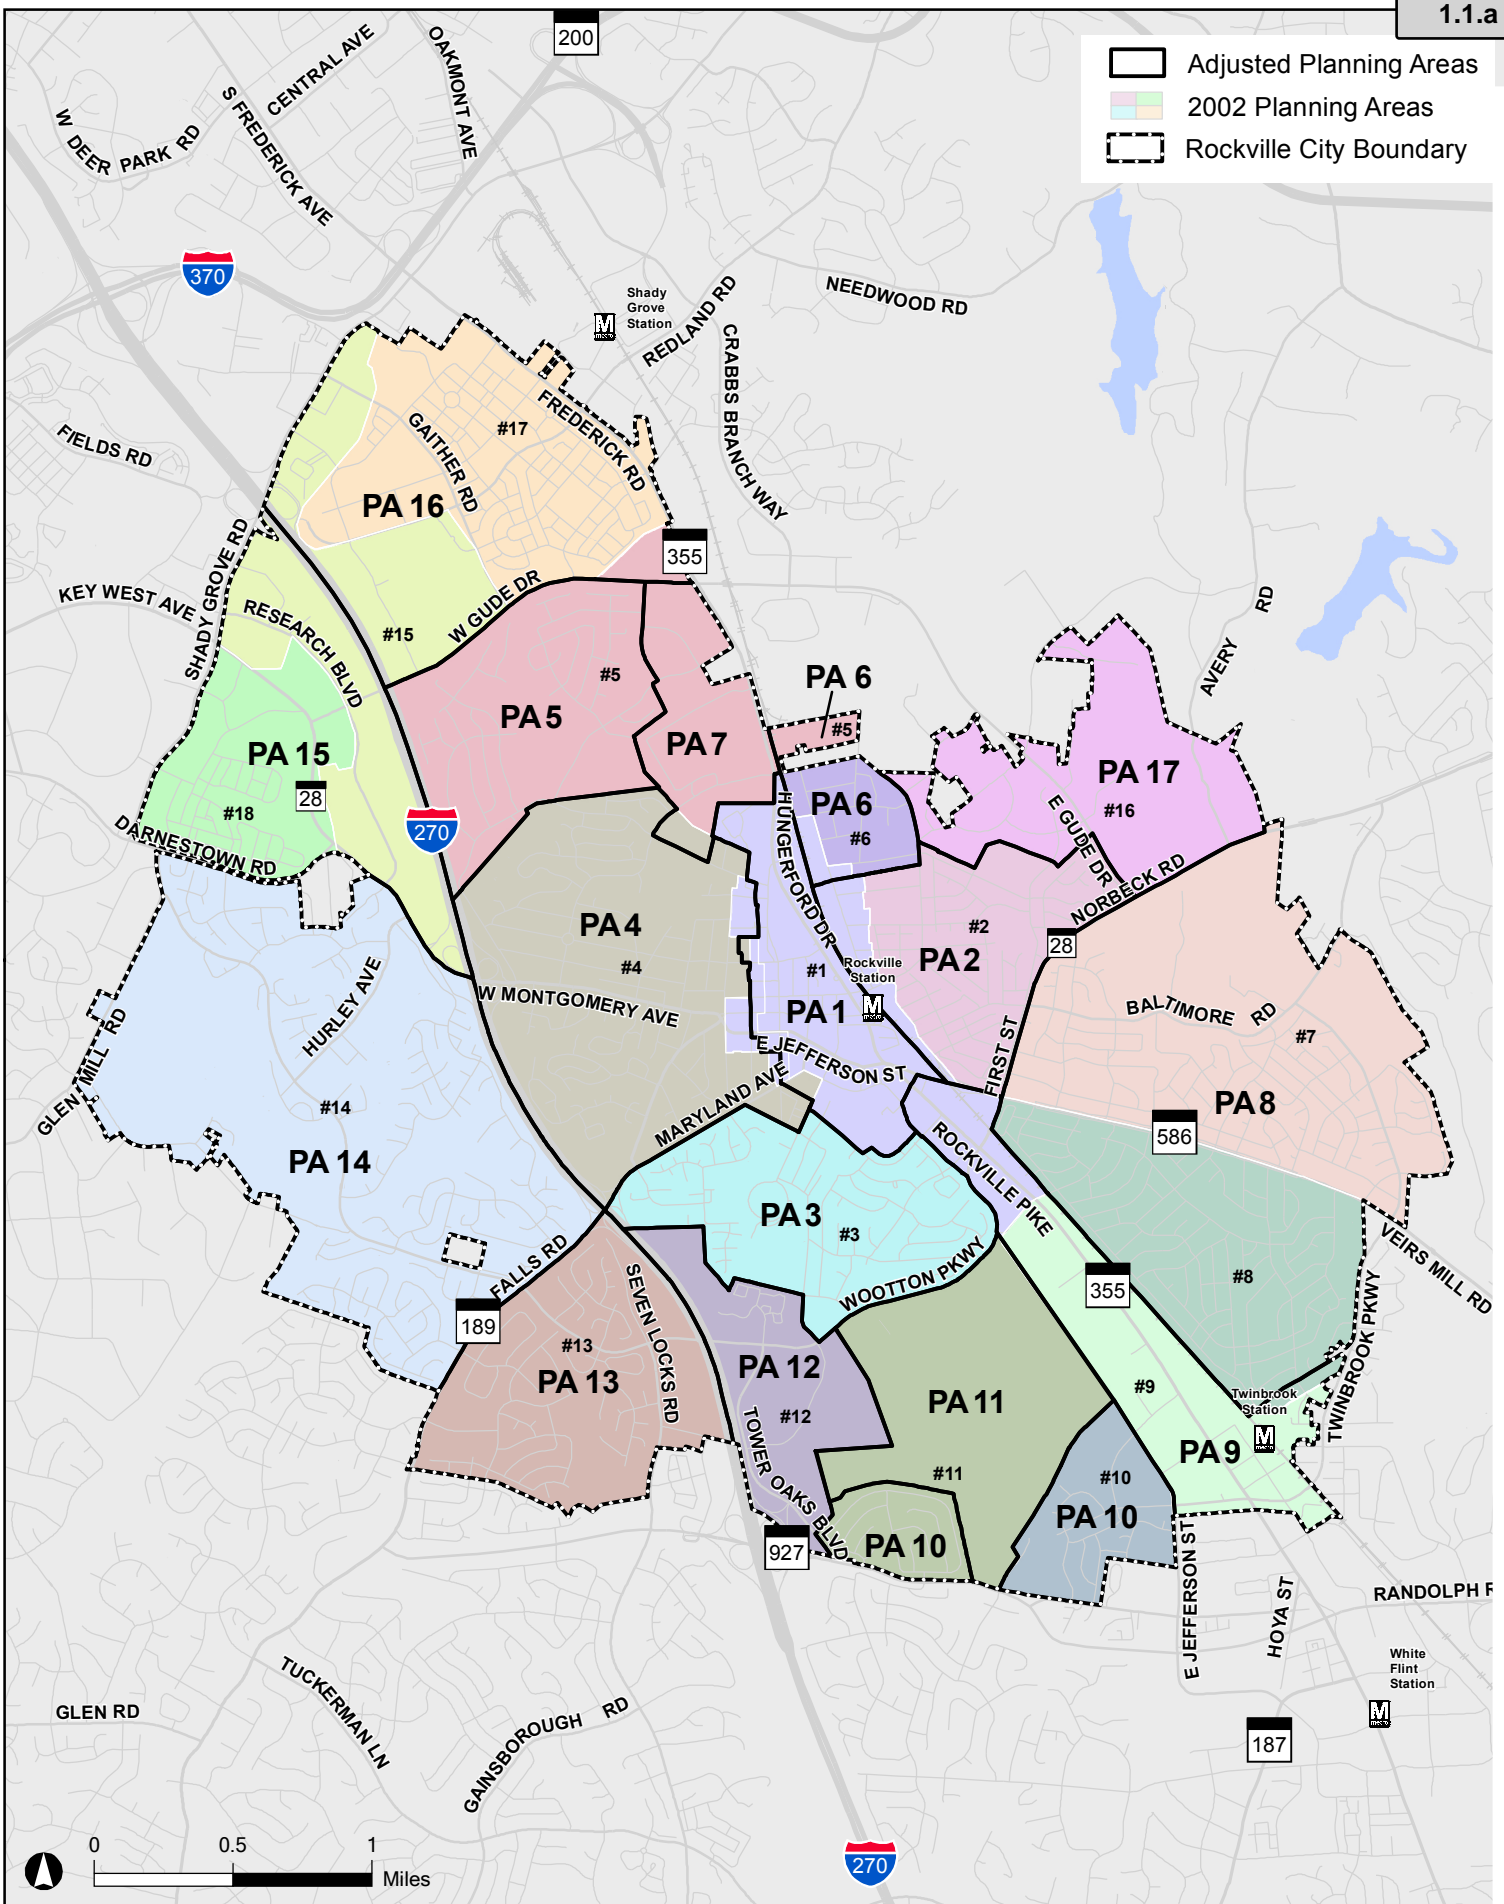 1.1.a
Adjusted Planning Areas
2002 Planning Areas
Rockville City Boundary
200
CENTRAL AVE
OAKMONT AVE
S FREDERICK AVE
W DEER PARK RD
370
Shady
Grove
Station
M
metro
REDLAND RD
NEEDWOOD RD
CRABBS BRANCH WAY
FIELDS RD
FREDERICK RD
#17
GAITHER RD
PA 16
355
SHADY GROVE RD
KEY WEST AVE
RESEARCH BLVD
W GUDE DR
#15
AVERY RD
#5
PA 5
PA 6
#5
PA 7
PA 15
28
#18
DARNESTOWN RD
270
HUNGERFORD DR
PA 6
#6
PA 17
#16
E GUDE DR
NORBECK RD
PA 4
#4
#2
PA 2
28
Rockville
Station
M
metro
#1
PA 1
W MONTGOMERY AVE
HURLEY AVE
GLEN MILL RD
E JEFFERSON ST
FIRST ST
BALTIMORE RD
#7
PA 8
586
MARYLAND AVE
#14
PA 14
ROCKVILLE PIKE
PA 3
#3
WOOTTON PKWY
VEIRS MILL RD
FALLS RD
189
SEVEN LOCKS RD
355
#8
TWINBROOK PKWY
#13
PA 13
PA 12
#12
TOWER OAKS BLVD
PA 11
#11
#9
Twinbrook
Station
M
metro
PA 9
#10
PA 10
PA 10
927
E JEFFERSON ST
HOYA ST
RANDOLPH R
White
Flint
Station
M
metro
187
GLEN RD
TUCKERMAN LN
GAINSBOROUGH RD
270
0 0.5 1
Miles